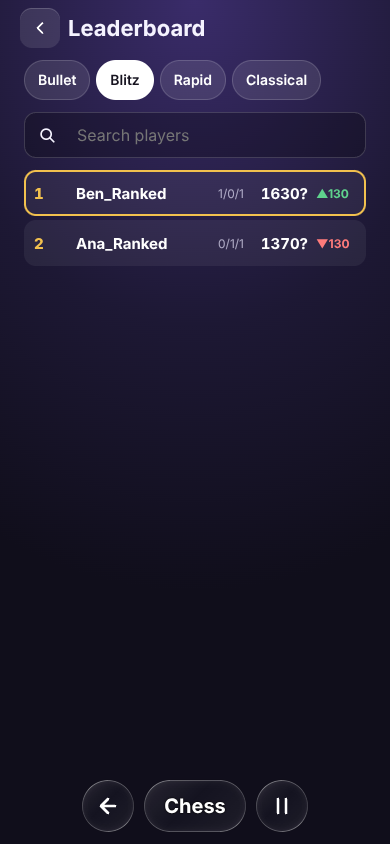 Leaderboard
Bullet Blitz Rapid Classical
Search players
1 Ben_Ranked 1/0/1 1630? ▲130
2 Ana_Ranked 0/1/1 1370? ▼130
Chess